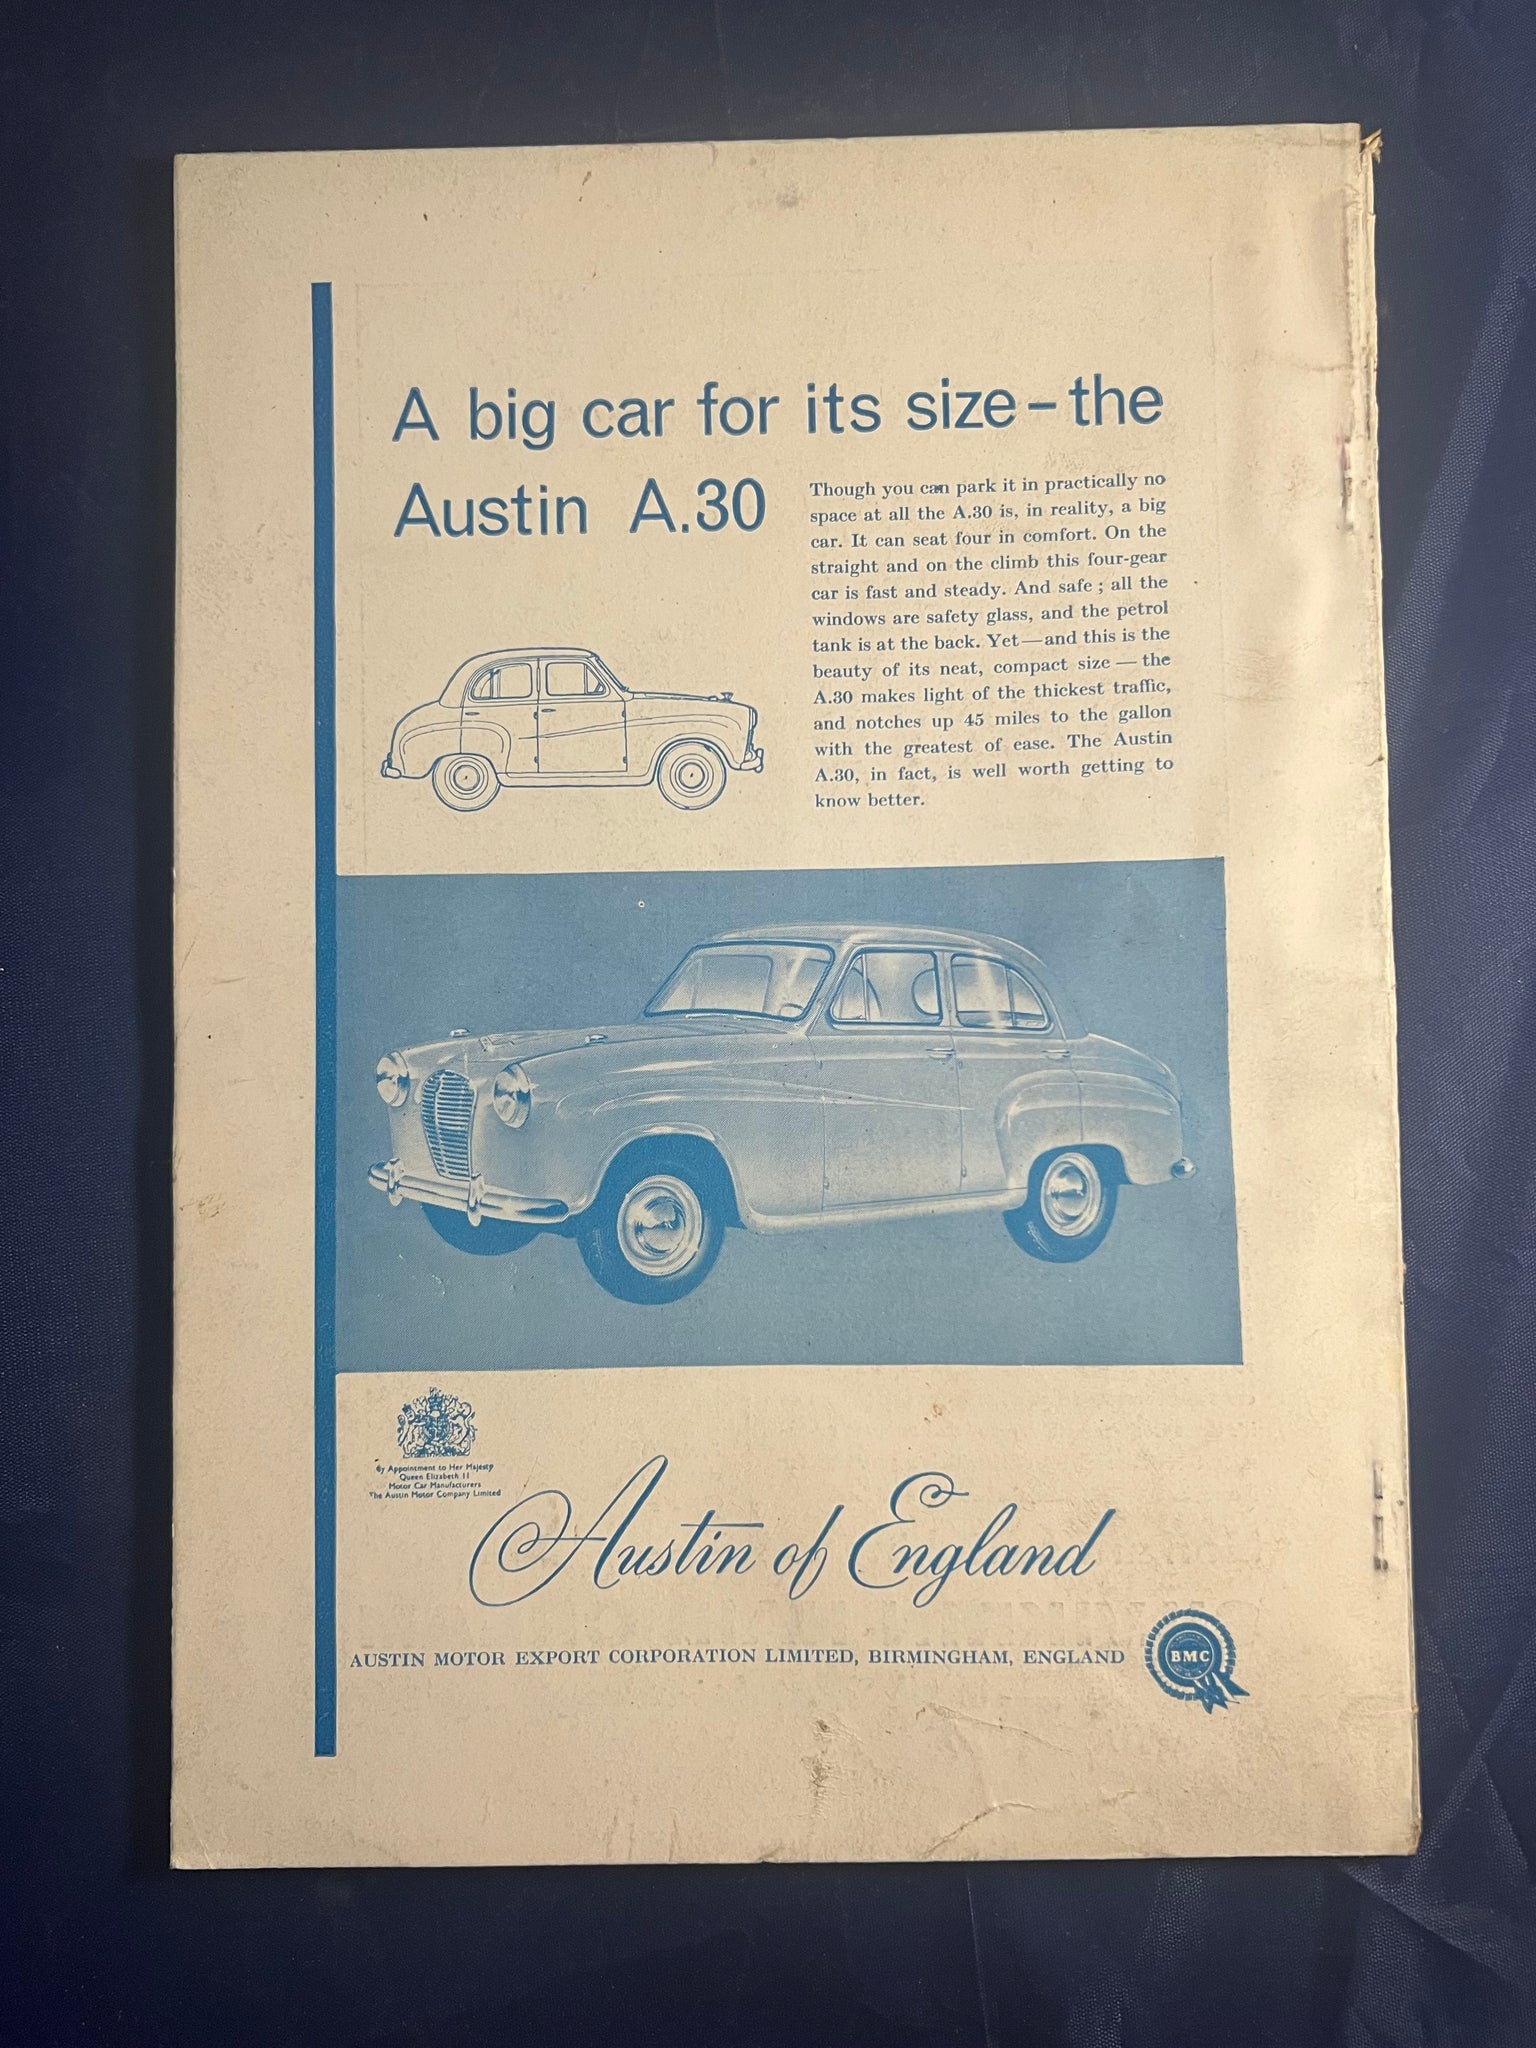 A big car for its size – the
Austin A.30
Though you can park it in practically no
space at all the A.30 is, in reality, a big
car. It can seat four in comfort. On the
straight and on the climb this four-gear
car is fast and steady. And safe ; all the
windows are safety glass, and the petrol
tank is at the back. Yet — and this is the
beauty of its neat, compact size — the
A.30 makes light of the thickest traffic,
and notches up 45 miles to the gallon
with the greatest of ease. The Austin
A.30, in fact, is well worth getting to
know better.
By Appointment to Her Majesty
Queen Elizabeth II
Motor Car Manufacturers
The Austin Motor Company Limited
Austin of England
AUSTIN MOTOR EXPORT CORPORATION LIMITED, BIRMINGHAM, ENGLAND
BMC